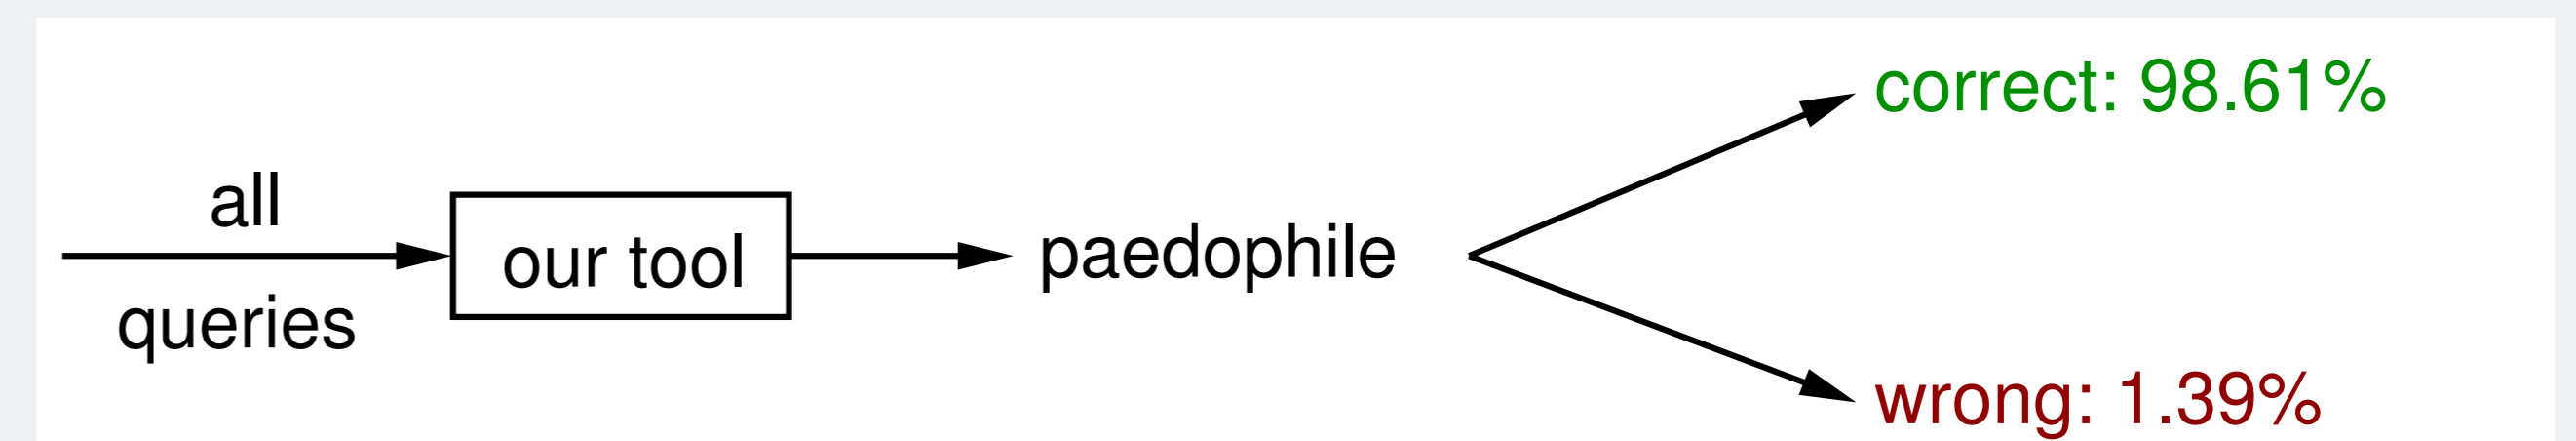 all
queries
our tool
paedophile
correct: 98.61%
wrong: 1.39%